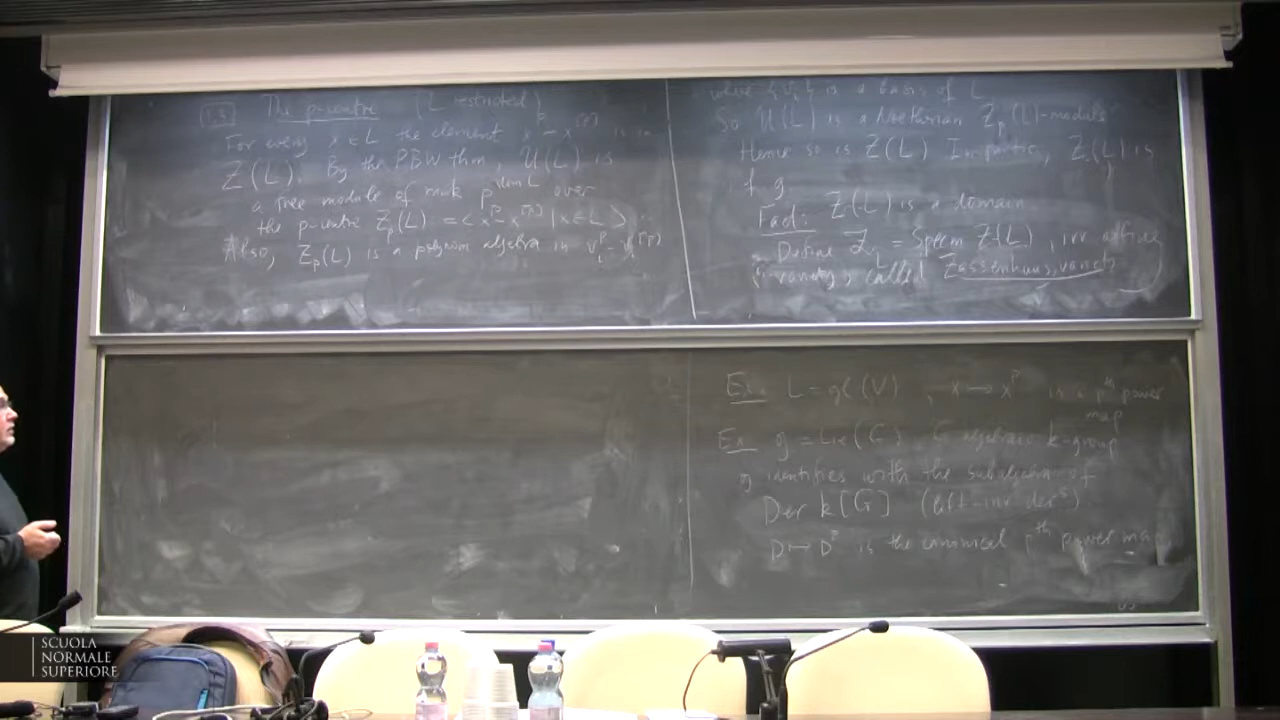 1.3 The p-centre (L restricted)
For every x ∈ L the element x^p - x^[p] is in
Z(L). By the PBW thm, U(L) is
a free module of rank p^dim L over
the p-centre Z_p(L) = < x^p - x^[p] | x ∈ L >
Also, Z_p(L) is a polynom algebra in v_i^p - v_i^[p]
where {v_i} is a basis of L
So U(L) is a Noetherian Z_p(L)-module
Hence so is Z(L) In partic, Z(L) is
f g
Fact: Z(L) is a domain
Define Z_L = Specm Z(L), irr affine
variety, called Zassenhaus variety
Ex. L = gl(V), x → x^p is a p^th power
map
Ex g = Lie(G) G algebraic k-group
g identifies with the subalgebra of
Der k[G] (left-inv der^s)
D ↦ D^p is the canonical p^th power map
SCUOLA
NORMALE
SUPERIORE